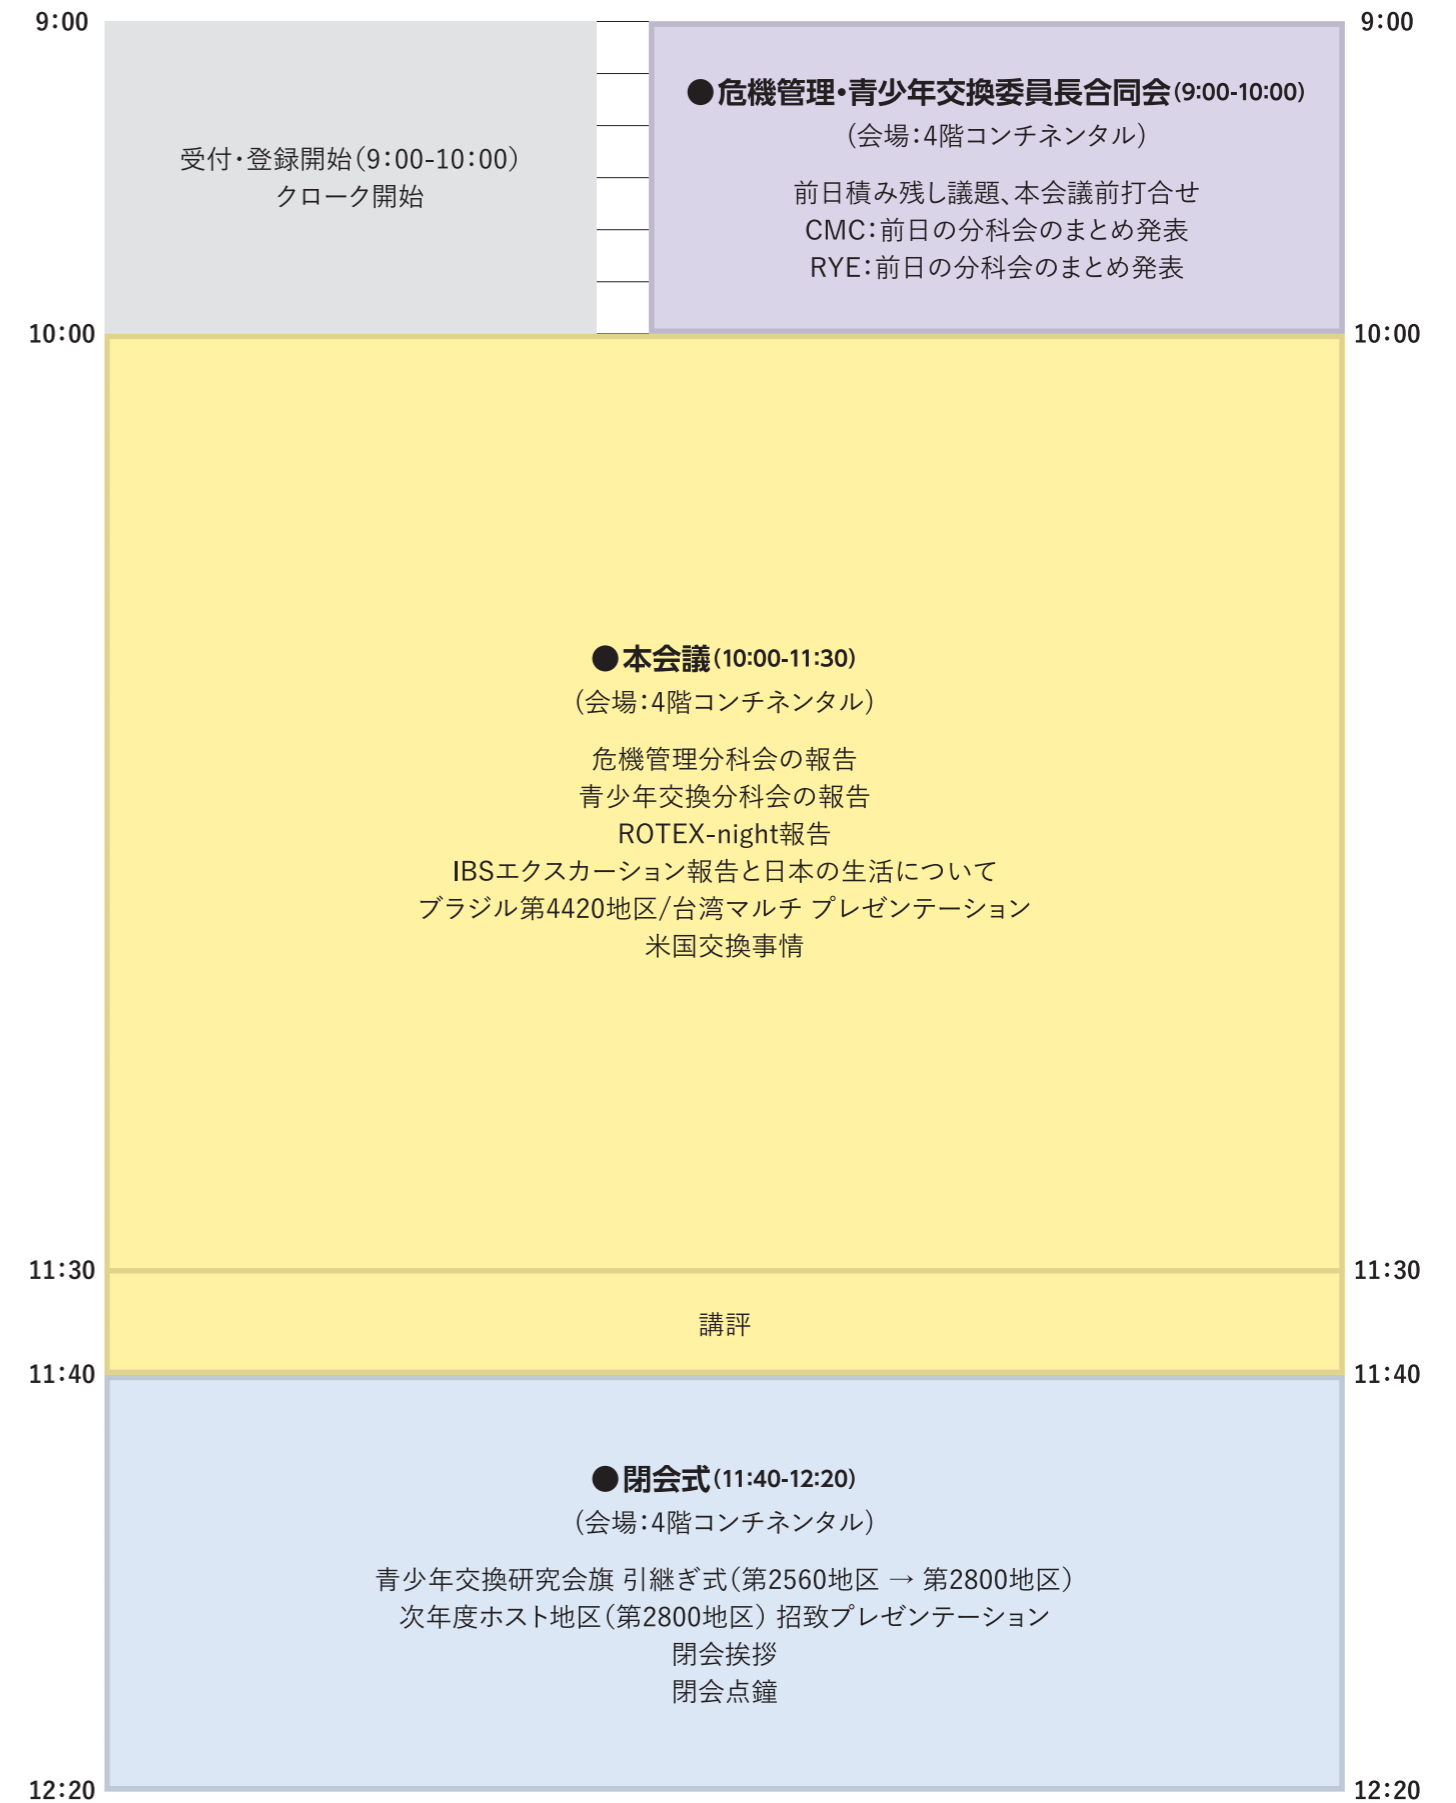 9:00
9:00
受付・登録開始（9：00-10：00）
クローク開始
●危機管理・青少年交換委員長合同会(9:00-10:00)
（会場：4階コンチネンタル）
前日積み残し議題、本会議前打合せ
CMC：前日の分科会のまとめ発表
RYE：前日の分科会のまとめ発表
10:00
10:00
●本会議(10:00-11:30)
（会場：4階コンチネンタル）
危機管理分科会の報告
青少年交換分科会の報告
ROTEX-night報告
IBSエクスカーション報告と日本の生活について
ブラジル第4420地区/台湾マルチ プレゼンテーション
米国交換事情
11:30
11:30
講評
11:40
11:40
●閉会式(11:40-12:20)
（会場：4階コンチネンタル）
青少年交換研究会旗 引継ぎ式（第2560地区 → 第2800地区）
次年度ホスト地区（第2800地区）招致プレゼンテーション
閉会挨拶
閉会点鐘
12:20
12:20